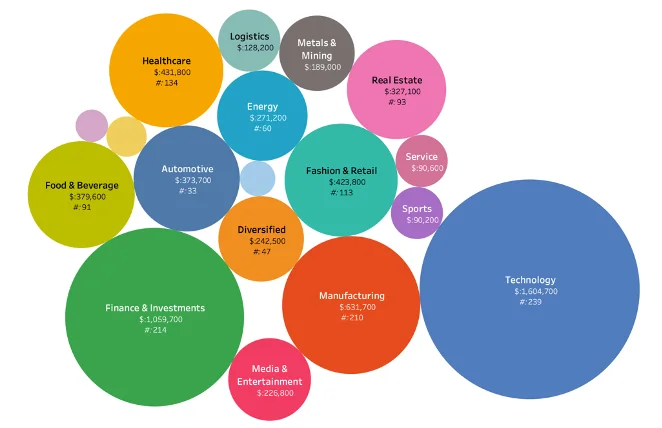 Logistics
$:128,200
Metals &
Mining
$:189,000
Healthcare
$:431,800
#:134
Real Estate
$:327,100
#:93
Energy
$:271,200
#:60
Service
$:90,600
Automotive
$:373,700
#:33
Fashion & Retail
$:423,800
#:113
Food & Beverage
$:379,600
#:91
Sports
$:90,200
Diversified
$:242,500
#:47
Technology
$:1,604,700
#:239
Manufacturing
$:631,700
#:210
Finance & Investments
$:1,059,700
#:214
Media &
Entertainment
$:226,800